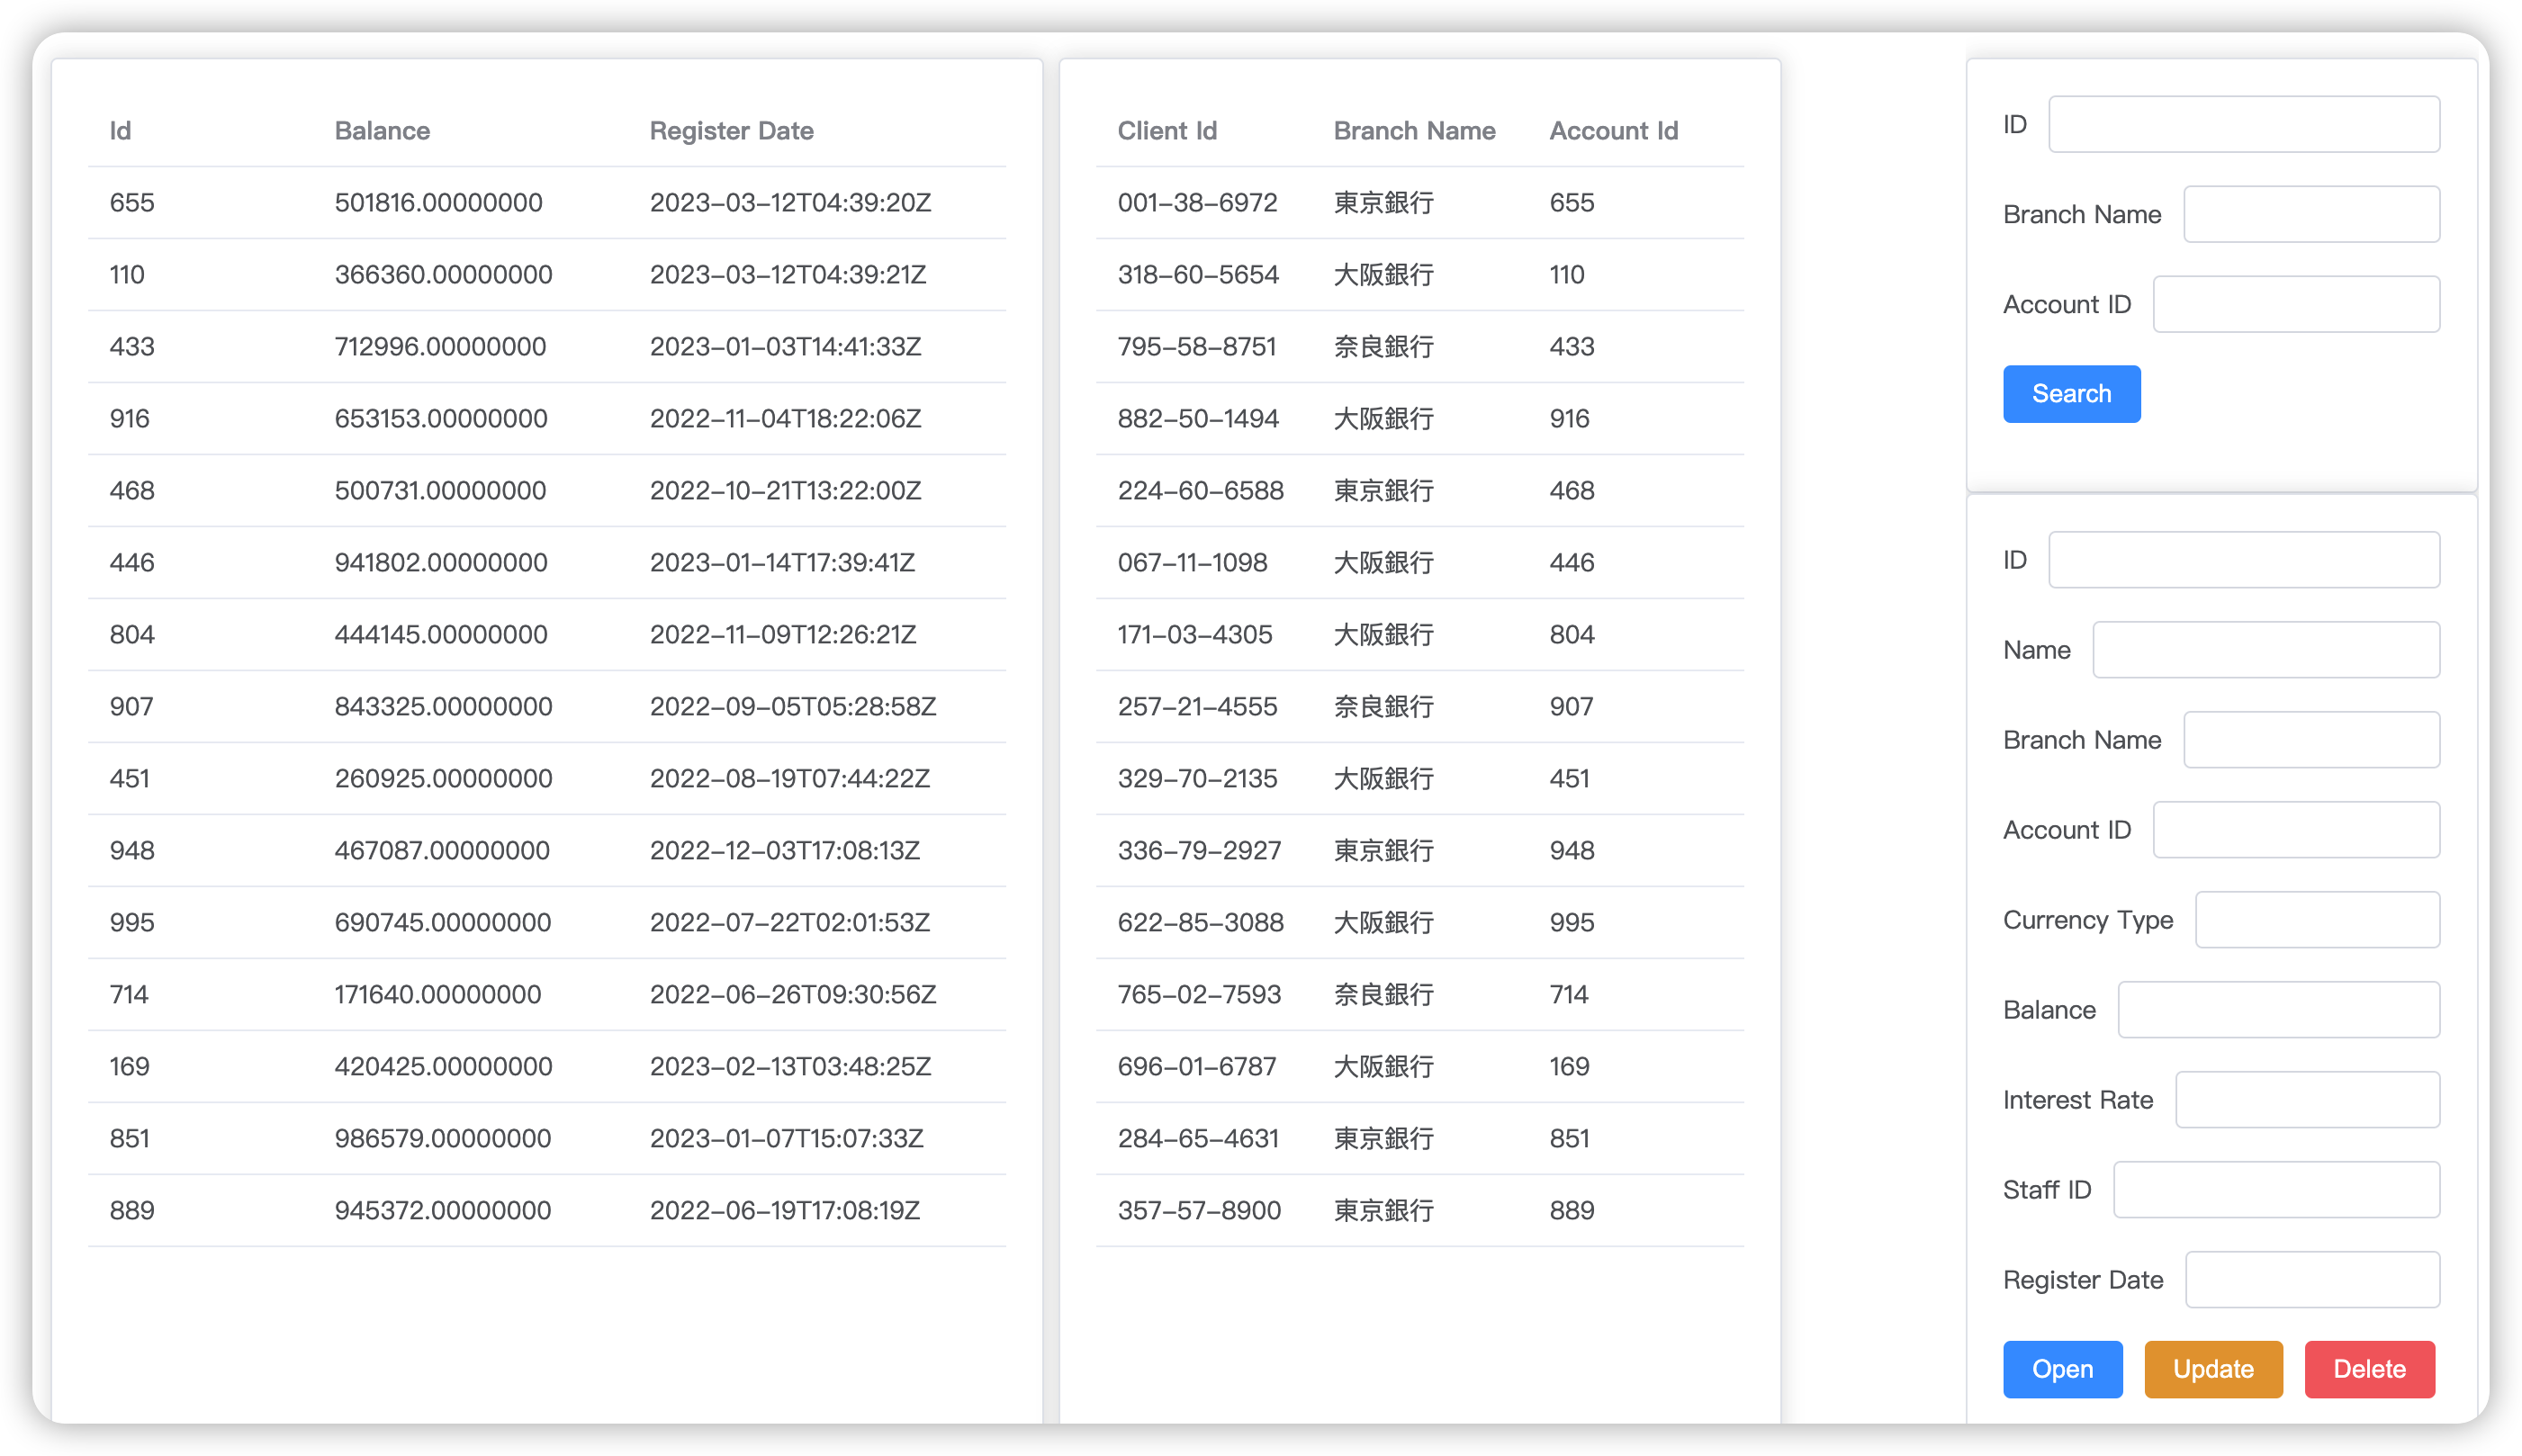 Id Balance Register Date
655 501816.00000000 2023-03-12T04:39:20Z
110 366360.00000000 2023-03-12T04:39:21Z
433 712996.00000000 2023-01-03T14:41:33Z
916 653153.00000000 2022-11-04T18:22:06Z
468 500731.00000000 2022-10-21T13:22:00Z
446 941802.00000000 2023-01-14T17:39:41Z
804 444145.00000000 2022-11-09T12:26:21Z
907 843325.00000000 2022-09-05T05:28:58Z
451 260925.00000000 2022-08-19T07:44:22Z
948 467087.00000000 2022-12-03T17:08:13Z
995 690745.00000000 2022-07-22T02:01:53Z
714 171640.00000000 2022-06-26T09:30:56Z
169 420425.00000000 2023-02-13T03:48:25Z
851 986579.00000000 2023-01-07T15:07:33Z
889 945372.00000000 2022-06-19T17:08:19Z
Client Id Branch Name Account Id
001-38-6972 東京銀行 655
318-60-5654 大阪銀行 110
795-58-8751 奈良銀行 433
882-50-1494 大阪銀行 916
224-60-6588 東京銀行 468
067-11-1098 大阪銀行 446
171-03-4305 大阪銀行 804
257-21-4555 奈良銀行 907
329-70-2135 大阪銀行 451
336-79-2927 東京銀行 948
622-85-3088 大阪銀行 995
765-02-7593 奈良銀行 714
696-01-6787 大阪銀行 169
284-65-4631 東京銀行 851
357-57-8900 東京銀行 889
ID
Branch Name
Account ID
Search
ID
Name
Branch Name
Account ID
Currency Type
Balance
Interest Rate
Staff ID
Register Date
Open Update Delete